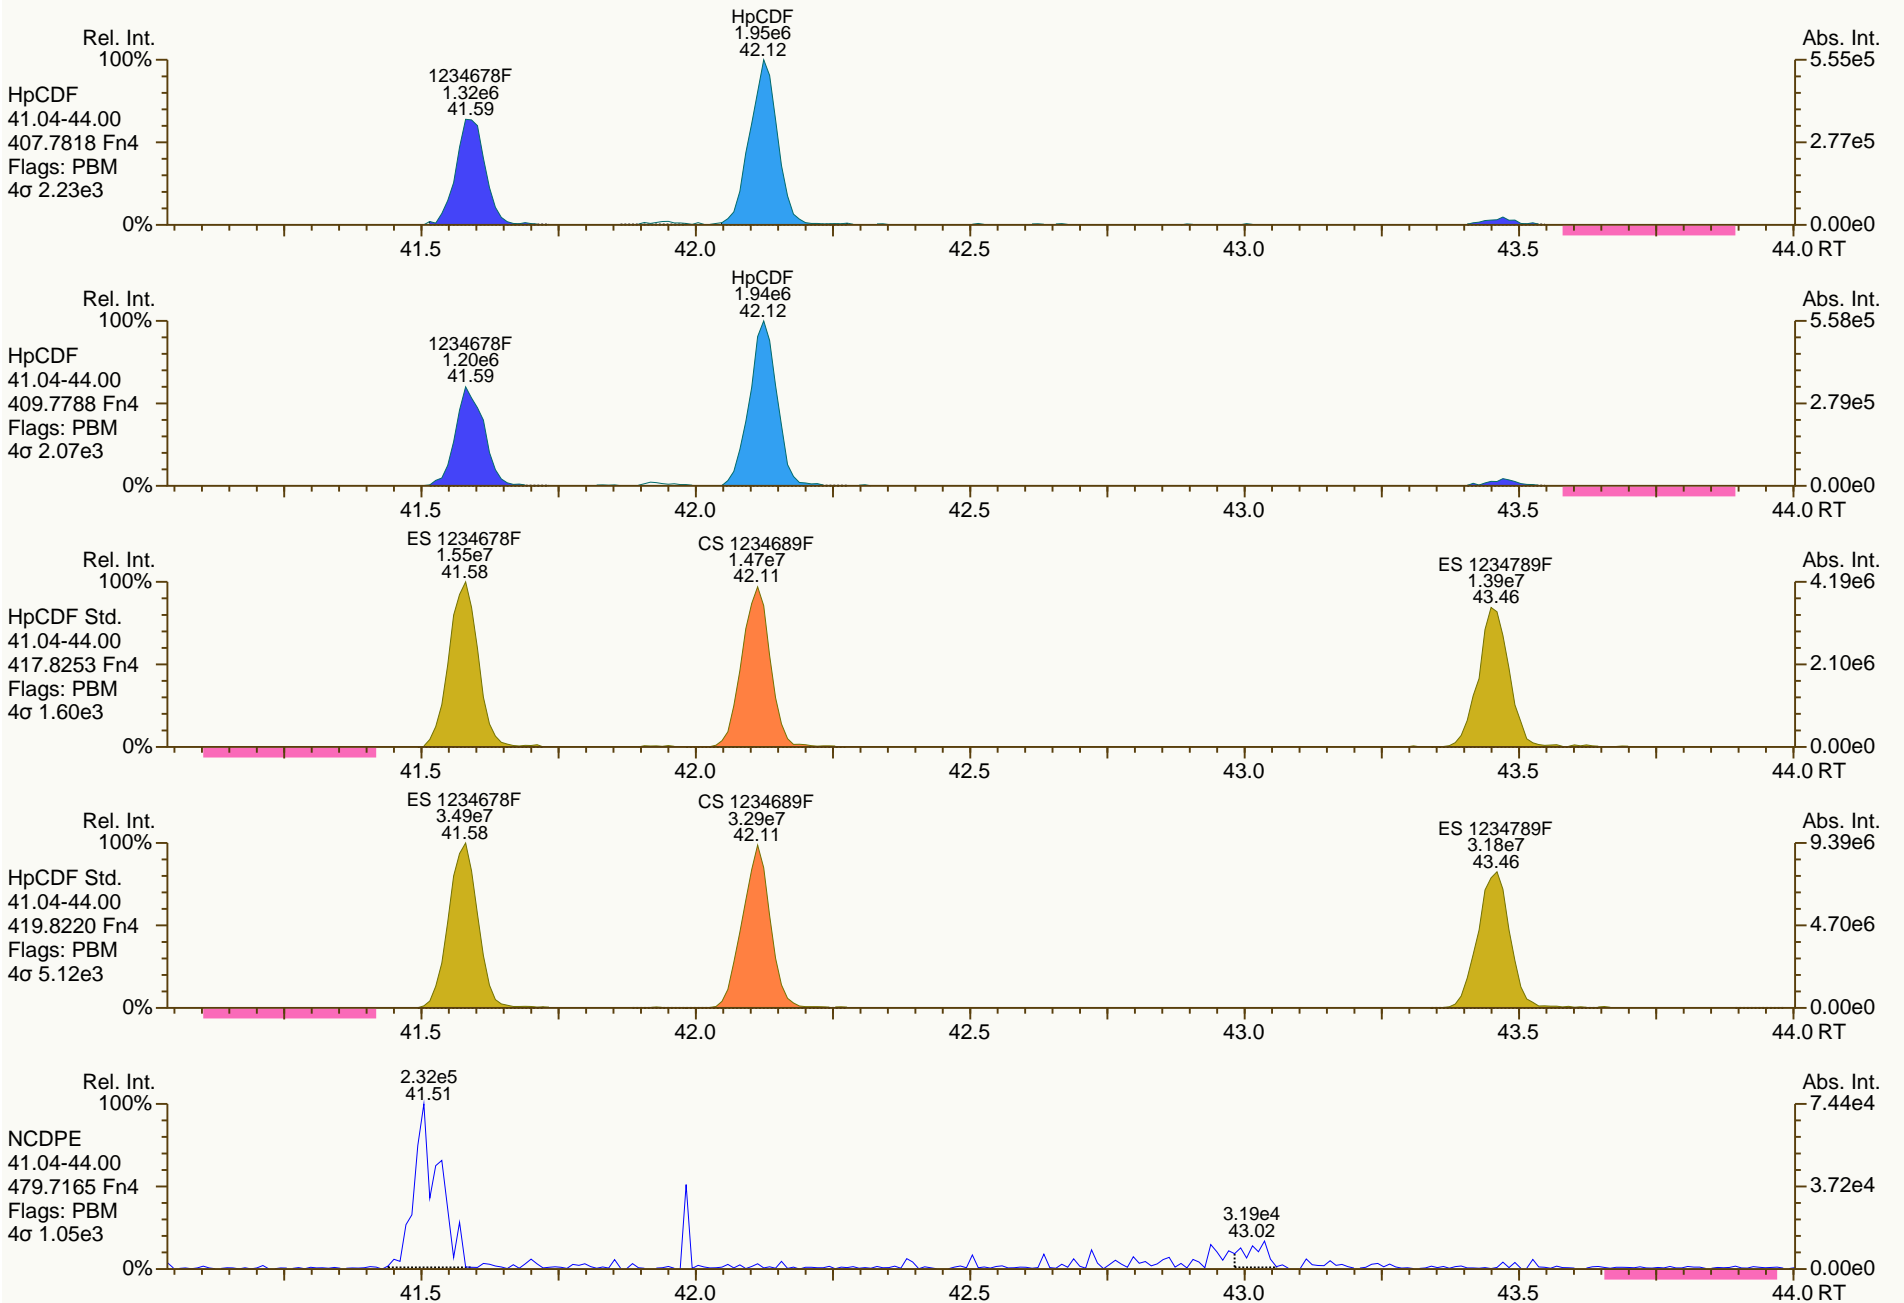 HpCDF
1.95e6
42.12
Rel. Int.
Abs. Int.
100%
5.55e5
1234678F
1.32e6
41.59
HpCDF
41.04-44.00
407.7818 Fn4
Flags: PBM
4σ 2.23e3
2.77e5
0%
0.00e0
41.5
42.0
42.5
43.0
43.5
44.0 RT
HpCDF
1.94e6
42.12
Rel. Int.
Abs. Int.
100%
5.58e5
1234678F
1.20e6
41.59
HpCDF
41.04-44.00
409.7788 Fn4
Flags: PBM
4σ 2.07e3
2.79e5
0%
0.00e0
41.5
42.0
42.5
43.0
43.5
44.0 RT
ES 1234678F
1.55e7
41.58
CS 1234689F
1.47e7
42.11
ES 1234789F
1.39e7
43.46
Rel. Int.
Abs. Int.
100%
4.19e6
HpCDF Std.
41.04-44.00
417.8253 Fn4
Flags: PBM
4σ 1.60e3
2.10e6
0%
0.00e0
41.5
42.0
42.5
43.0
43.5
44.0 RT
ES 1234678F
3.49e7
41.58
CS 1234689F
3.29e7
42.11
ES 1234789F
3.18e7
43.46
Rel. Int.
Abs. Int.
100%
9.39e6
HpCDF Std.
41.04-44.00
419.8220 Fn4
Flags: PBM
4σ 5.12e3
4.70e6
0%
0.00e0
41.5
42.0
42.5
43.0
43.5
44.0 RT
2.32e5
41.51
Rel. Int.
Abs. Int.
100%
7.44e4
NCDPE
41.04-44.00
479.7165 Fn4
Flags: PBM
4σ 1.05e3
3.72e4
3.19e4
43.02
0%
0.00e0
41.5
42.0
42.5
43.0
43.5
44.0 RT